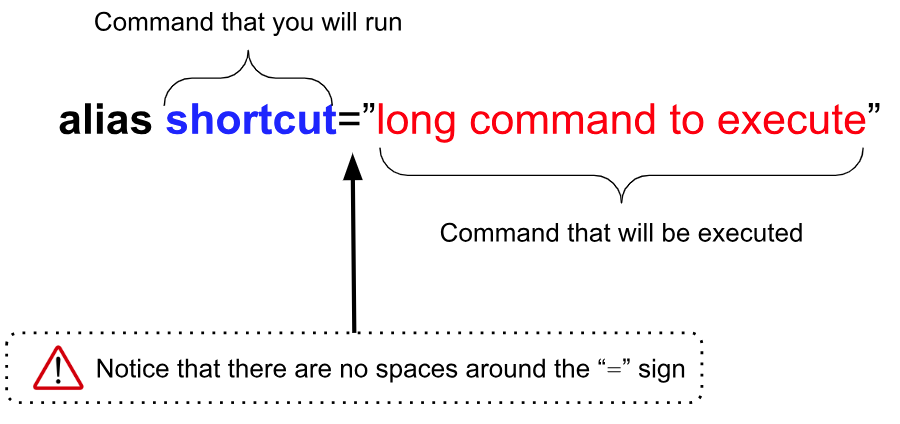 Command that you will run
alias shortcut=”long command to execute”
Command that will be executed
Notice that there are no spaces around the “=” sign